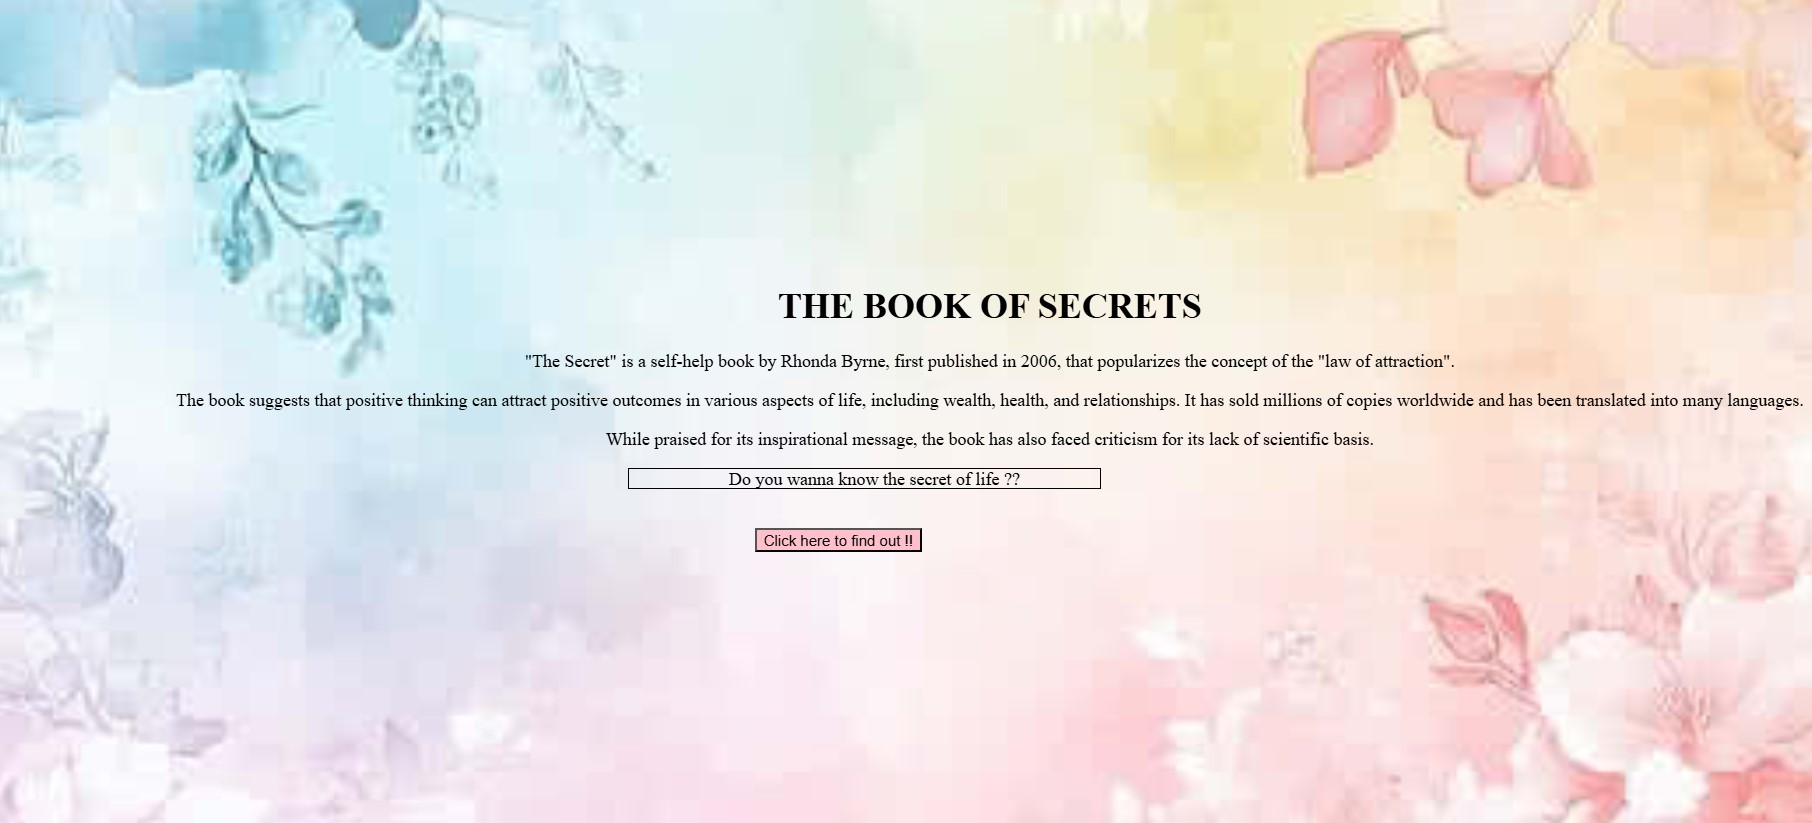 THE BOOK OF SECRETS
"The Secret" is a self-help book by Rhonda Byrne, first published in 2006, that popularizes the concept of the "law of attraction".
The book suggests that positive thinking can attract positive outcomes in various aspects of life, including wealth, health, and relationships. It has sold millions of copies worldwide and has been translated into many languages.
While praised for its inspirational message, the book has also faced criticism for its lack of scientific basis.
Do you wanna know the secret of life ??
Click here to find out !!